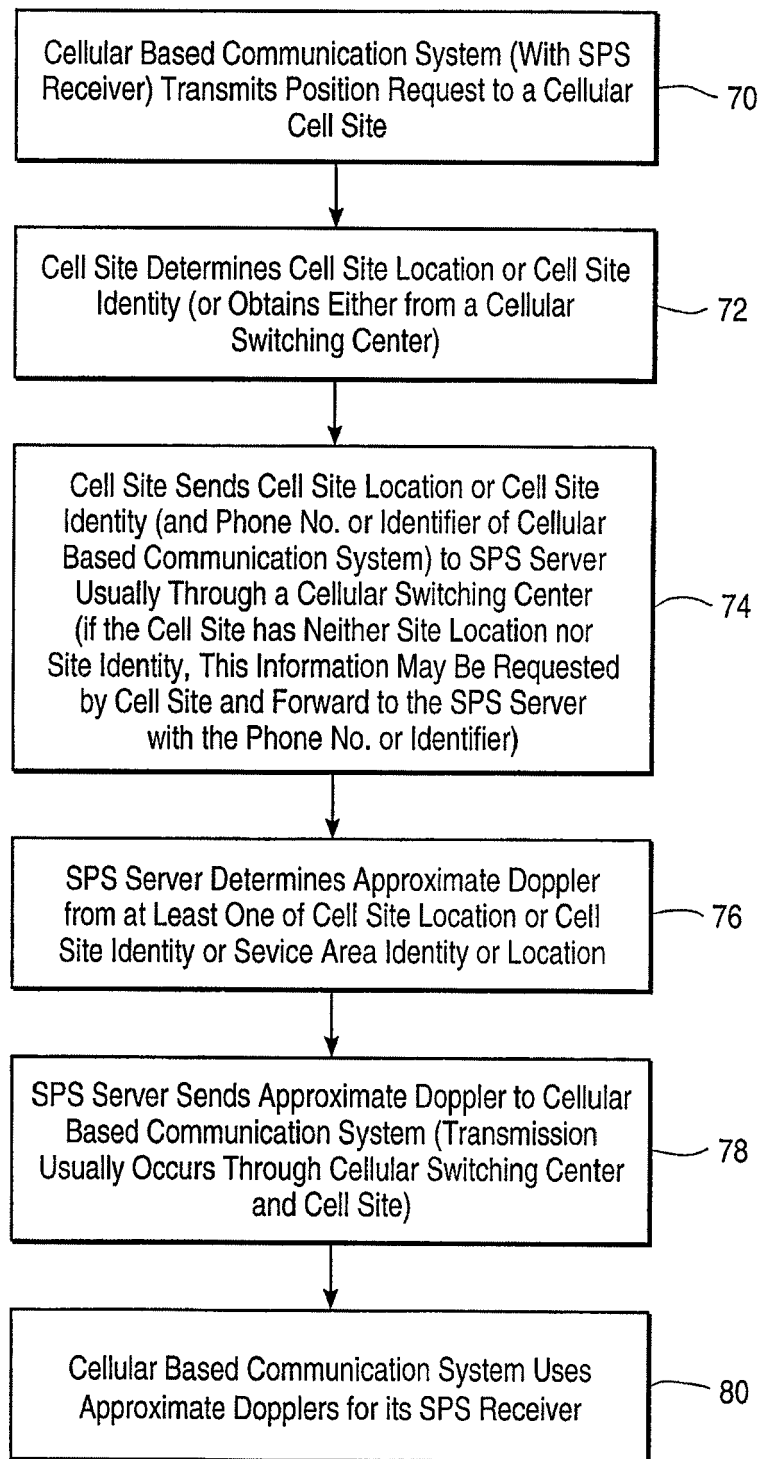 Cellular Based Communication System (With SPS
Receiver) Transmits Position Request to a Cellular
Cell Site
70
Cell Site Determines Cell Site Location or Cell Site
Identity (or Obtains Either from a Cellular
Switching Center)
72
Cell Site Sends Cell Site Location or Cell Site
Identity (and Phone No. or Identifier of Cellular
Based Communication System) to SPS Server
Usually Through a Cellular Switching Center
(if the Cell Site has Neither Site Location nor
Site Identity, This Information May Be Requested
by Cell Site and Forward to the SPS Server
with the Phone No. or Identifier)
74
SPS Server Determines Approximate Doppler
from at Least One of Cell Site Location or Cell
Site Identity or Sevice Area Identity or Location
76
SPS Server Sends Approximate Doppler to Cellular
Based Communication System (Transmission
Usually Occurs Through Cellular Switching Center
and Cell Site)
78
Cellular Based Communication System Uses
Approximate Dopplers for its SPS Receiver
80